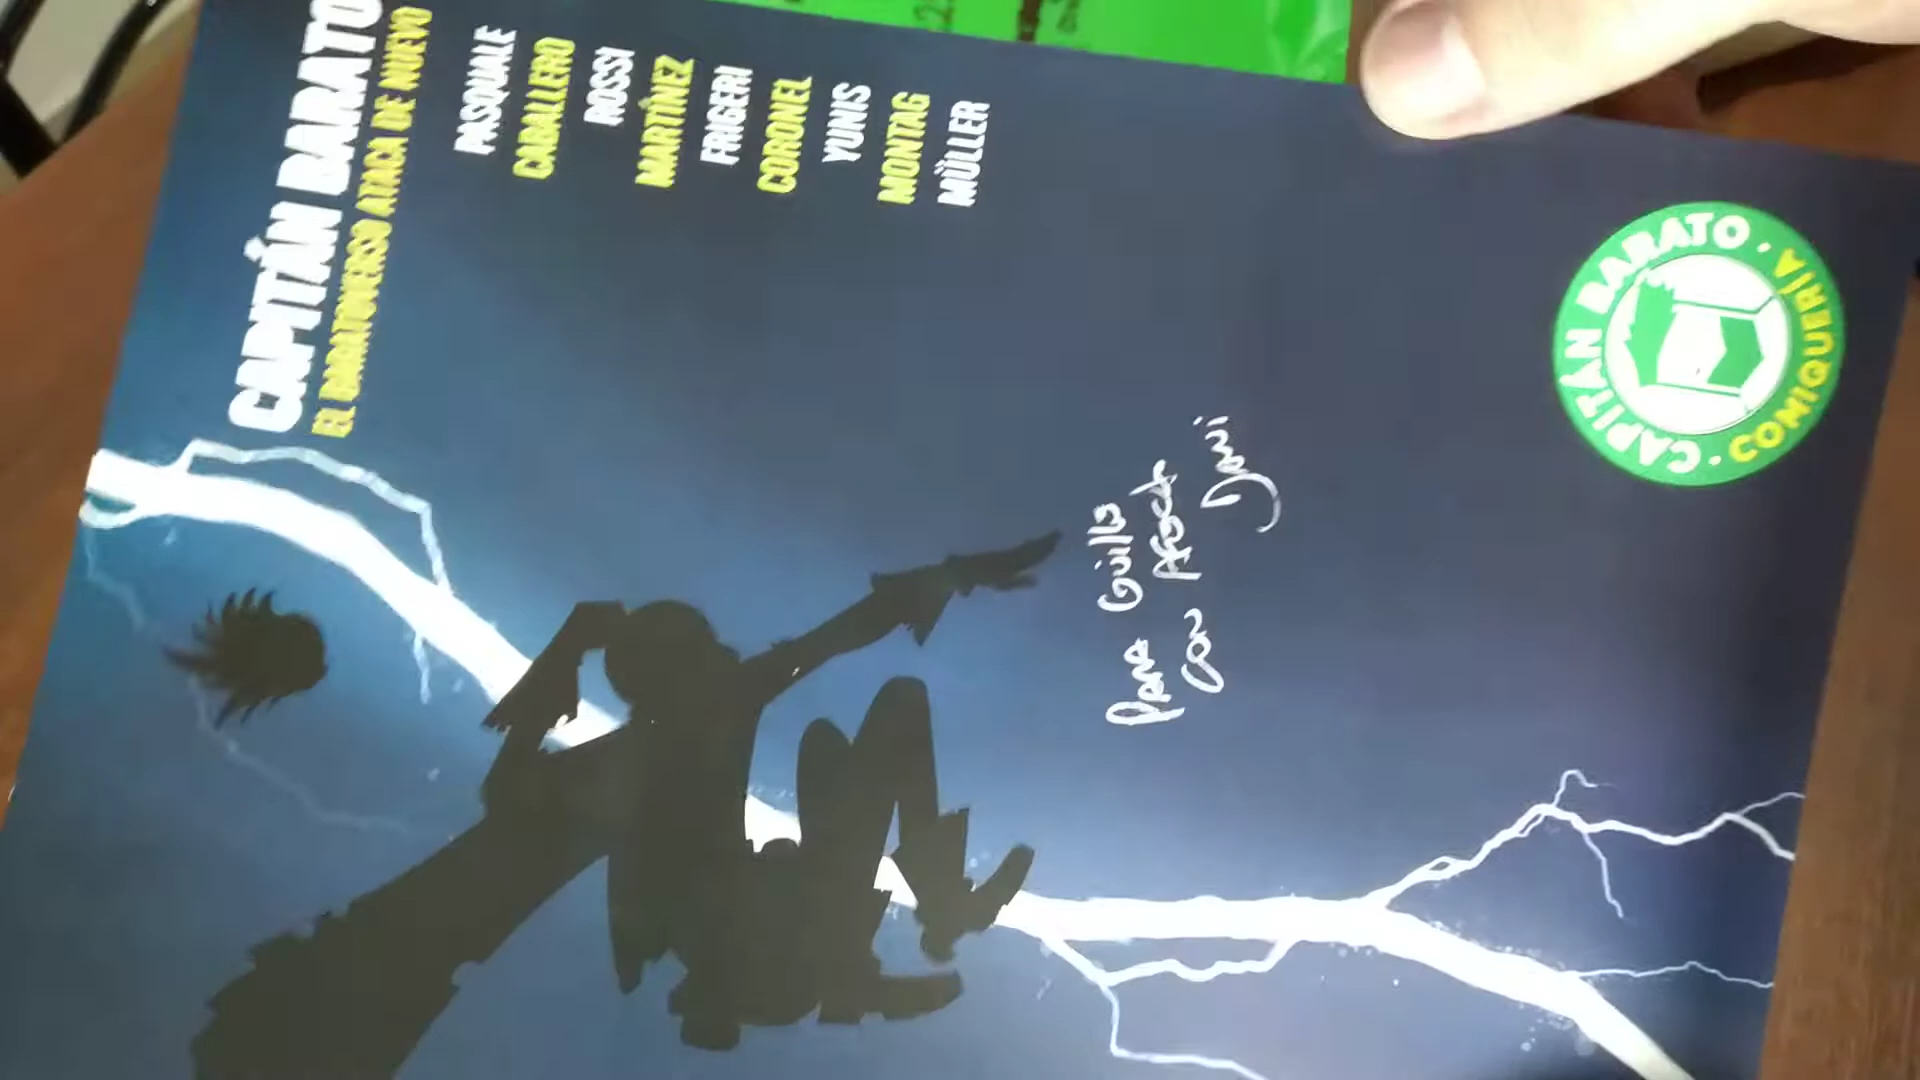 CAPITÁN BARATO
EL BARATOVERSO ATACA DE NUEVO
PASQUALE
CABALLERO
ROSSI
MARTÍNEZ
FRIGERI
CORONEL
YUNIS
MONTAG
MÜLLER
Para Guille
con Afecto
Dani
CAPITÁN BARATO · COMIQUERÍA ·